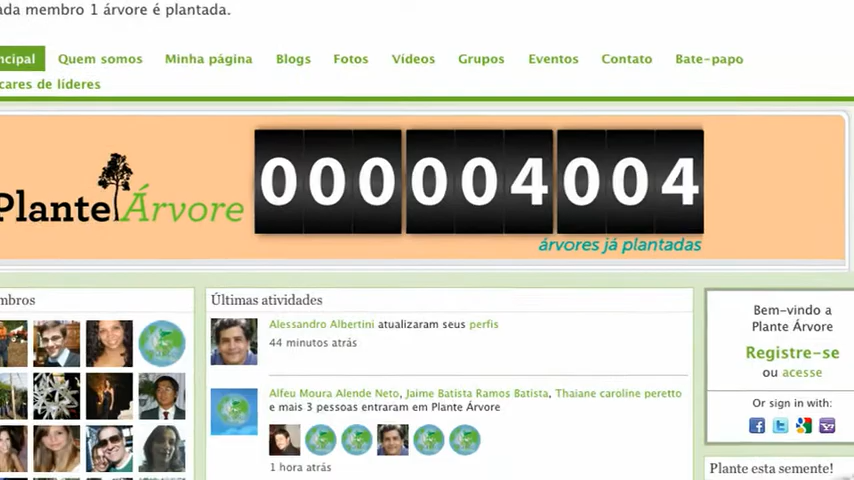 ada membro 1 árvore é plantada.
ncipal Quem somos Minha página Blogs Fotos Vídeos Grupos Eventos Contato Bate-papo
cares de líderes
Plante Árvore
000 004 004
árvores já plantadas
mbros
Últimas atividades
Alessandro Albertini atualizaram seus perfis
44 minutos atrás
Alfeu Moura Alende Neto, Jaime Batista Ramos Batista, Thaiane caroline peretto
e mais 3 pessoas entraram em Plante Árvore
1 hora atrás
Bem-vindo a
Plante Árvore
Registre-se
ou acesse
Or sign in with:
Plante esta semente!